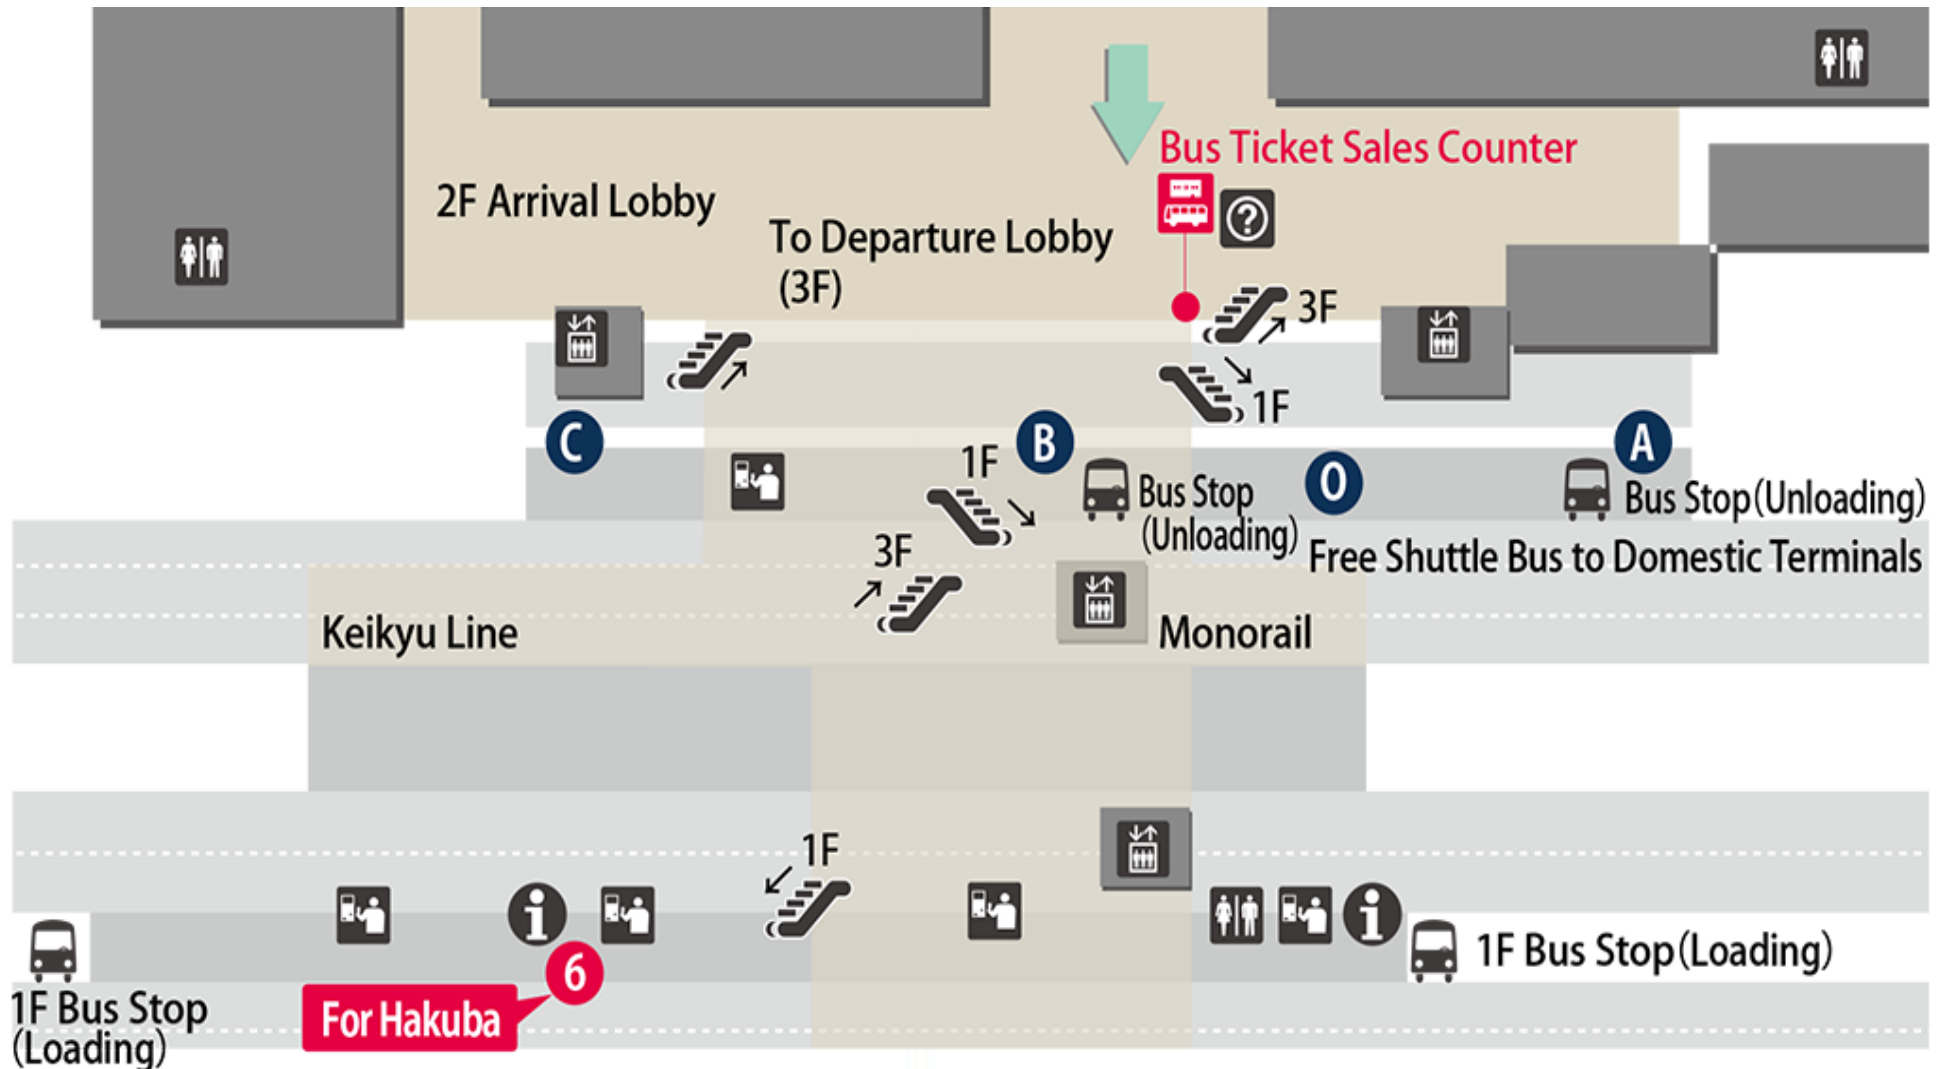 Bus Ticket Sales Counter
2F Arrival Lobby
To Departure Lobby
(3F)
?
3F
1F
C
B
A
1F
O
Bus Stop
(Unloading)
Bus Stop(Unloading)
3F
Free Shuttle Bus to Domestic Terminals
Keikyu Line
Monorail
1F
i
i
1F Bus Stop(Loading)
6
1F Bus Stop
(Loading)
For Hakuba